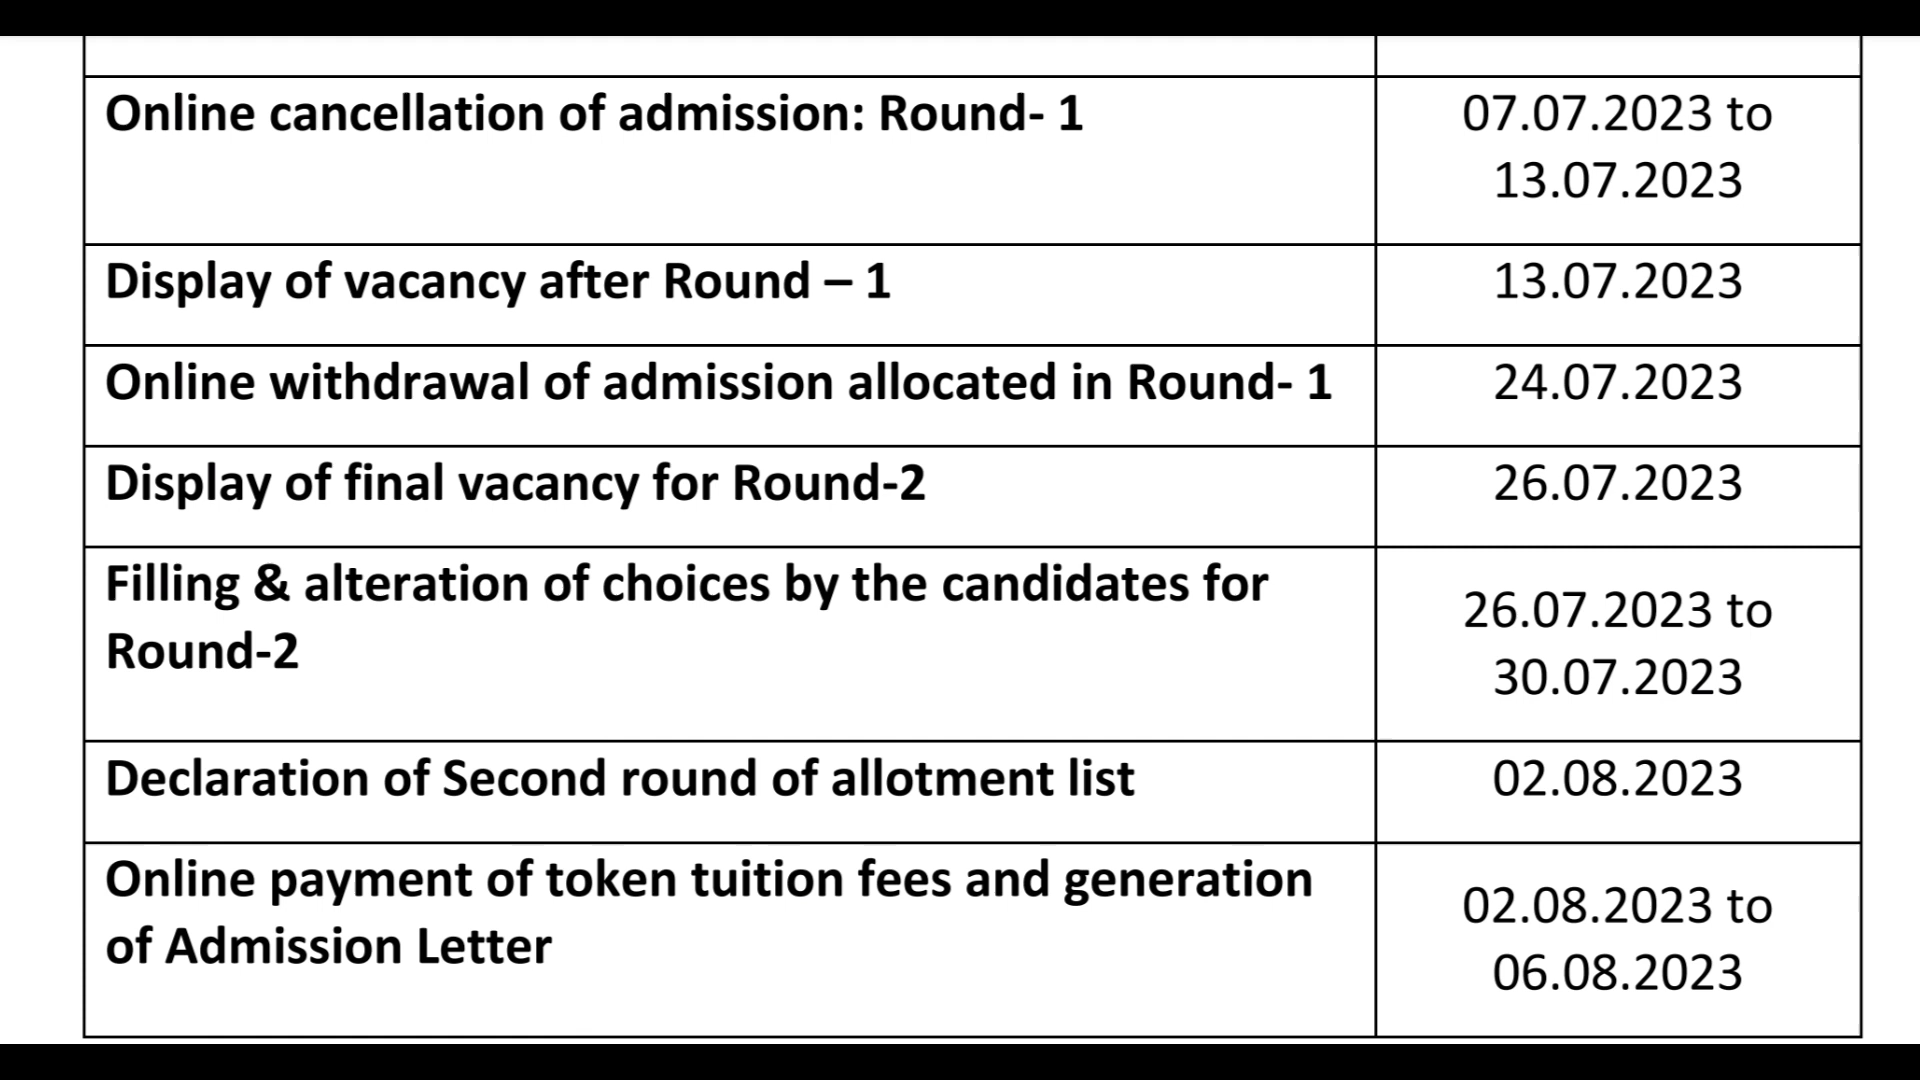 Online cancellation of admission: Round- 1
07.07.2023 to
13.07.2023
Display of vacancy after Round – 1
13.07.2023
Online withdrawal of admission allocated in Round- 1
24.07.2023
Display of final vacancy for Round-2
26.07.2023
Filling & alteration of choices by the candidates for
Round-2
26.07.2023 to
30.07.2023
Declaration of Second round of allotment list
02.08.2023
Online payment of token tuition fees and generation
of Admission Letter
02.08.2023 to
06.08.2023